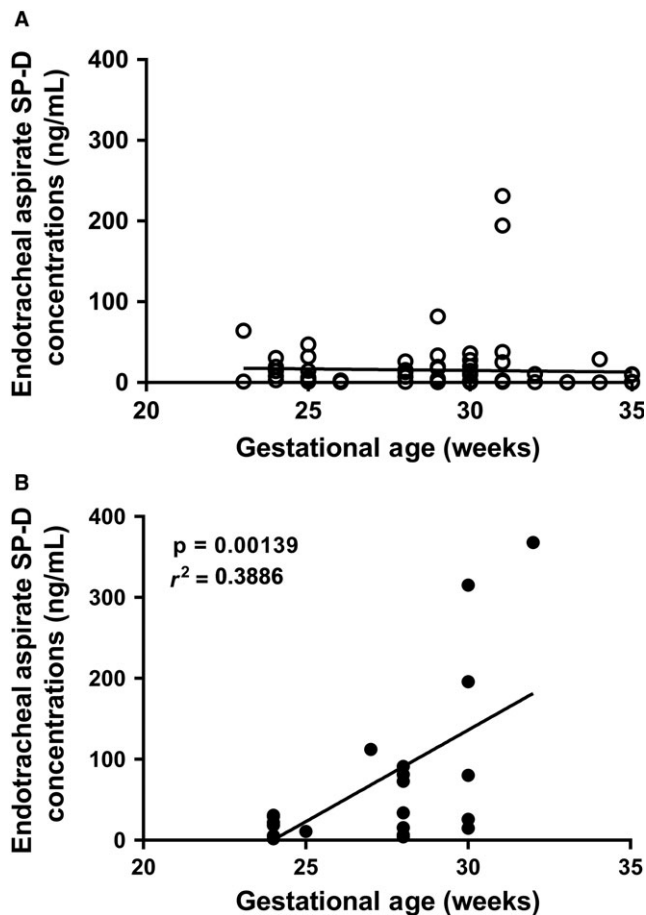 A
Endotracheal aspirate SP-D
concentrations (ng/mL)
400
300
200
100
0
20
25
30
35
Gestational age (weeks)
B
Endotracheal aspirate SP-D
concentrations (ng/mL)
400
300
200
100
0
p = 0.00139
r² = 0.3886
20
25
30
35
Gestational age (weeks)